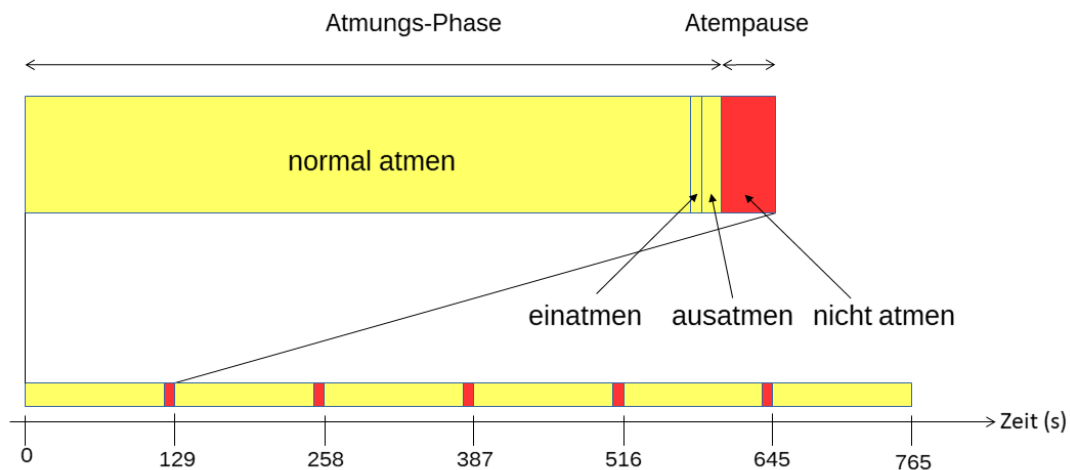 Atmungs-Phase Atempause
normal atmen
einatmen ausatmen nicht atmen
Zeit (s)
0 129 258 387 516 645 765